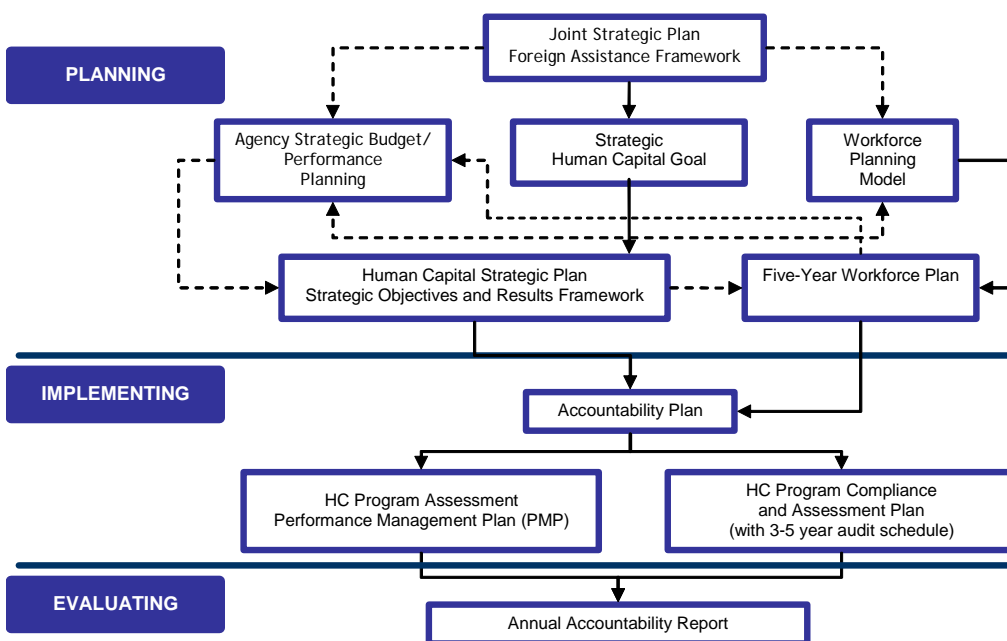 Joint Strategic Plan
Foreign Assistance Framework
PLANNING
Agency Strategic Budget/
Performance
Planning
Strategic
Human Capital Goal
Workforce
Planning
Model
Human Capital Strategic Plan
Strategic Objectives and Results Framework
Five-Year Workforce Plan
IMPLEMENTING
Accountability Plan
HC Program Assessment
Performance Management Plan (PMP)
HC Program Compliance
and Assessment Plan
(with 3-5 year audit schedule)
EVALUATING
Annual Accountability Report